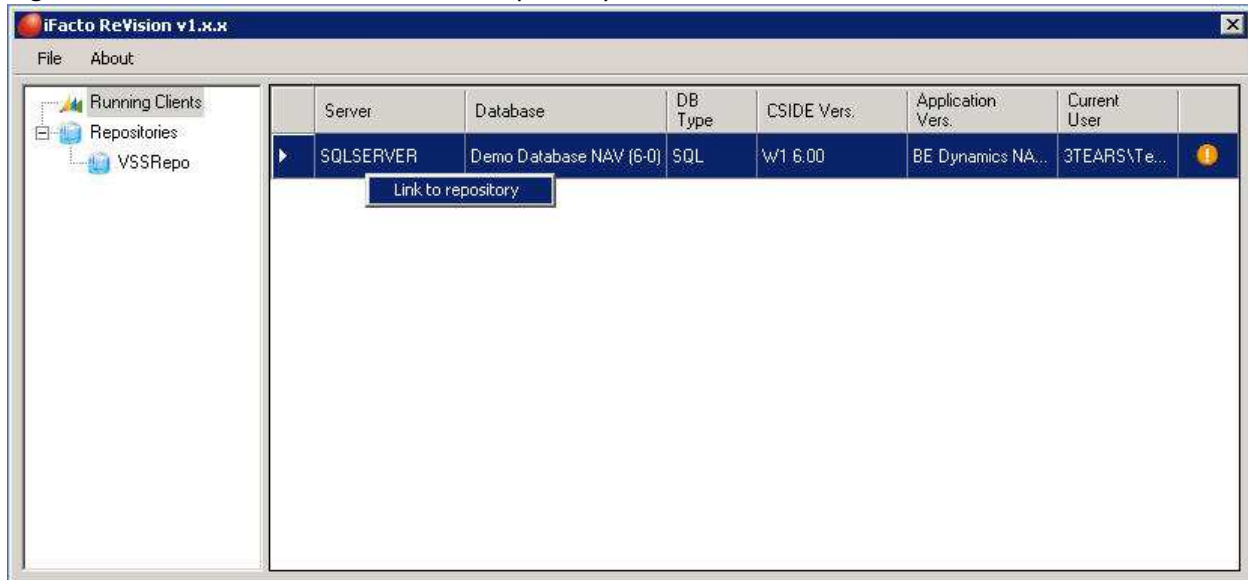 iFacto ReVision v1.x.x
File About
Running Clients
Repositories
VSSRepo
Server Database DB Type CSIDE Vers. Application Vers. Current User
SQLSERVER Demo Database NAV (6-0) SQL W1 6.00 BE Dynamics NA... 3TEARS\Te...
Link to repository